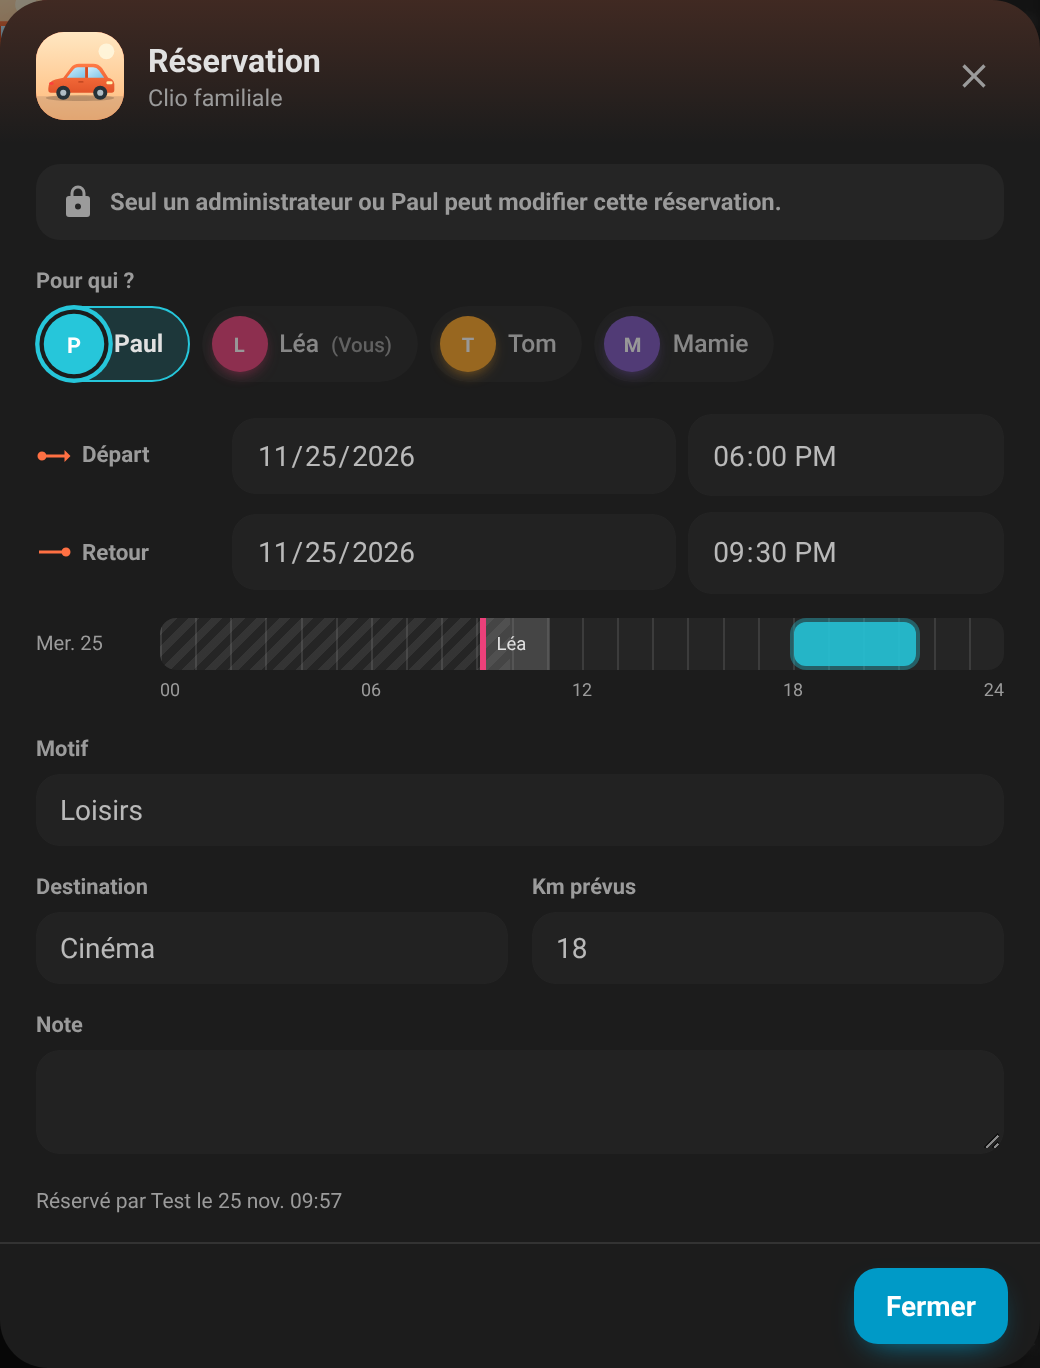 Réservation
Clio familiale
Seul un administrateur ou Paul peut modifier cette réservation.
Pour qui ?
P Paul L Léa (Vous) T Tom M Mamie
Départ 11/25/2026 06:00 PM
Retour 11/25/2026 09:30 PM
Mer. 25 Léa
00 06 12 18 24
Motif
Loisirs
Destination Km prévus
Cinéma 18
Note
Réservé par Test le 25 nov. 09:57
Fermer